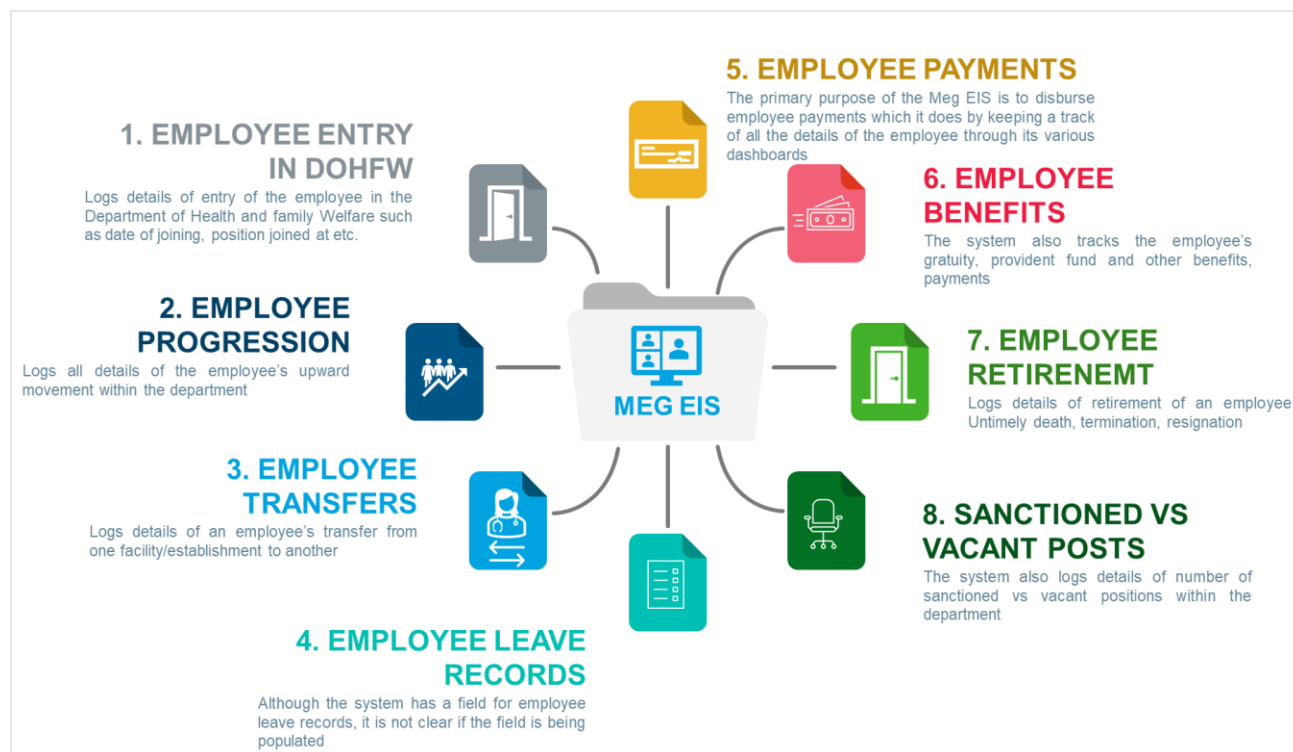 1. EMPLOYEE ENTRY
IN DOHFW
Logs details of entry of the employee in the
Department of Health and family Welfare such
as date of joining, position joined at etc.
2. EMPLOYEE
PROGRESSION
Logs all details of the employee's upward
movement within the department
3. EMPLOYEE
TRANSFERS
Logs details of an employee's transfer from
one facility/establishment to another
4. EMPLOYEE LEAVE
RECORDS
Although the system has a field for employee
leave records, it is not clear if the field is being
populated
MEG EIS
5. EMPLOYEE PAYMENTS
The primary purpose of the Meg EIS is to disburse
employee payments which it does by keeping a track
of all the details of the employee through its various
dashboards
6. EMPLOYEE
BENEFITS
The system also tracks the employee's
gratuity, provident fund and other benefits,
payments
7. EMPLOYEE
RETIRENEMT
Logs details of retirement of an employee.
Untimely death, termination, resignation
8. SANCTIONED VS
VACANT POSTS
The system also logs details of number of
sanctioned vs vacant positions within the
department